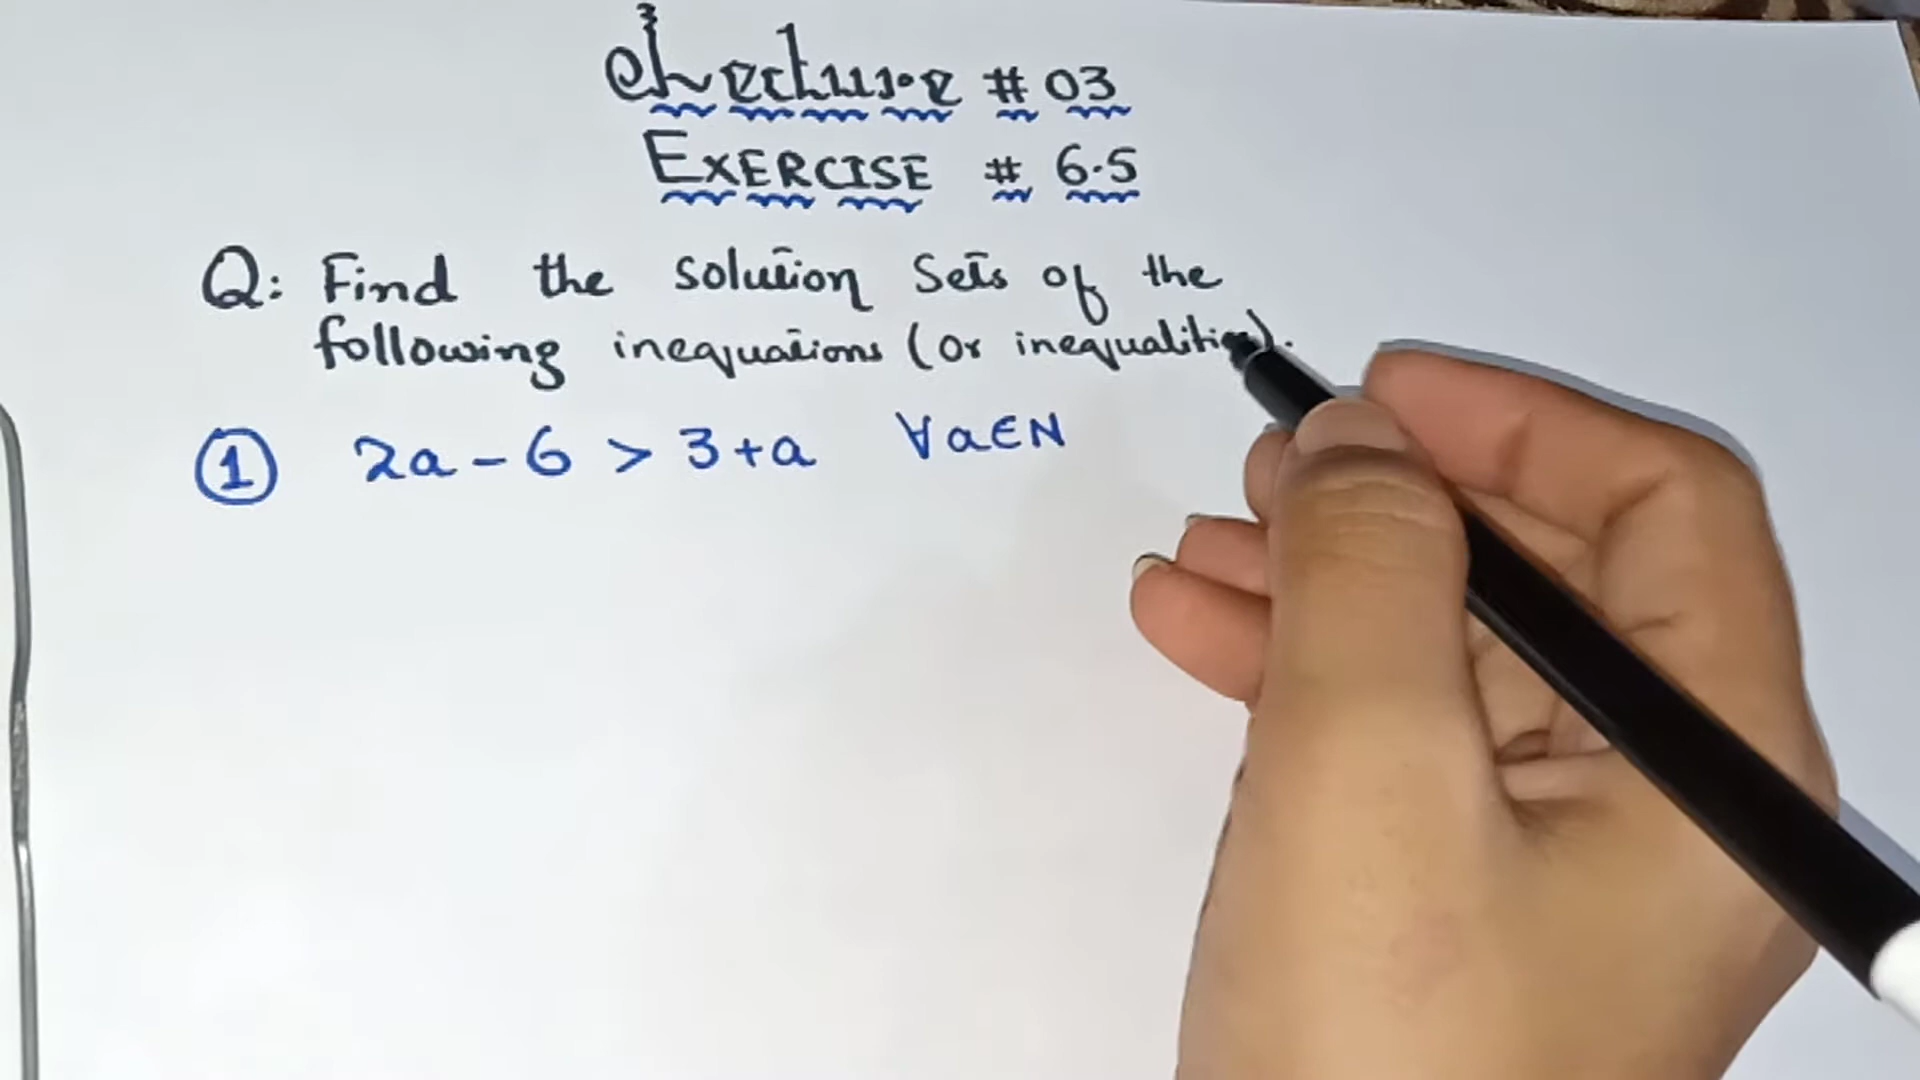 Lecture # 03
EXERCISE # 6.5
Q: Find the solution Sets of the
following inequations (or inequalities).
① 2a - 6 > 3 + a ∀a∈N